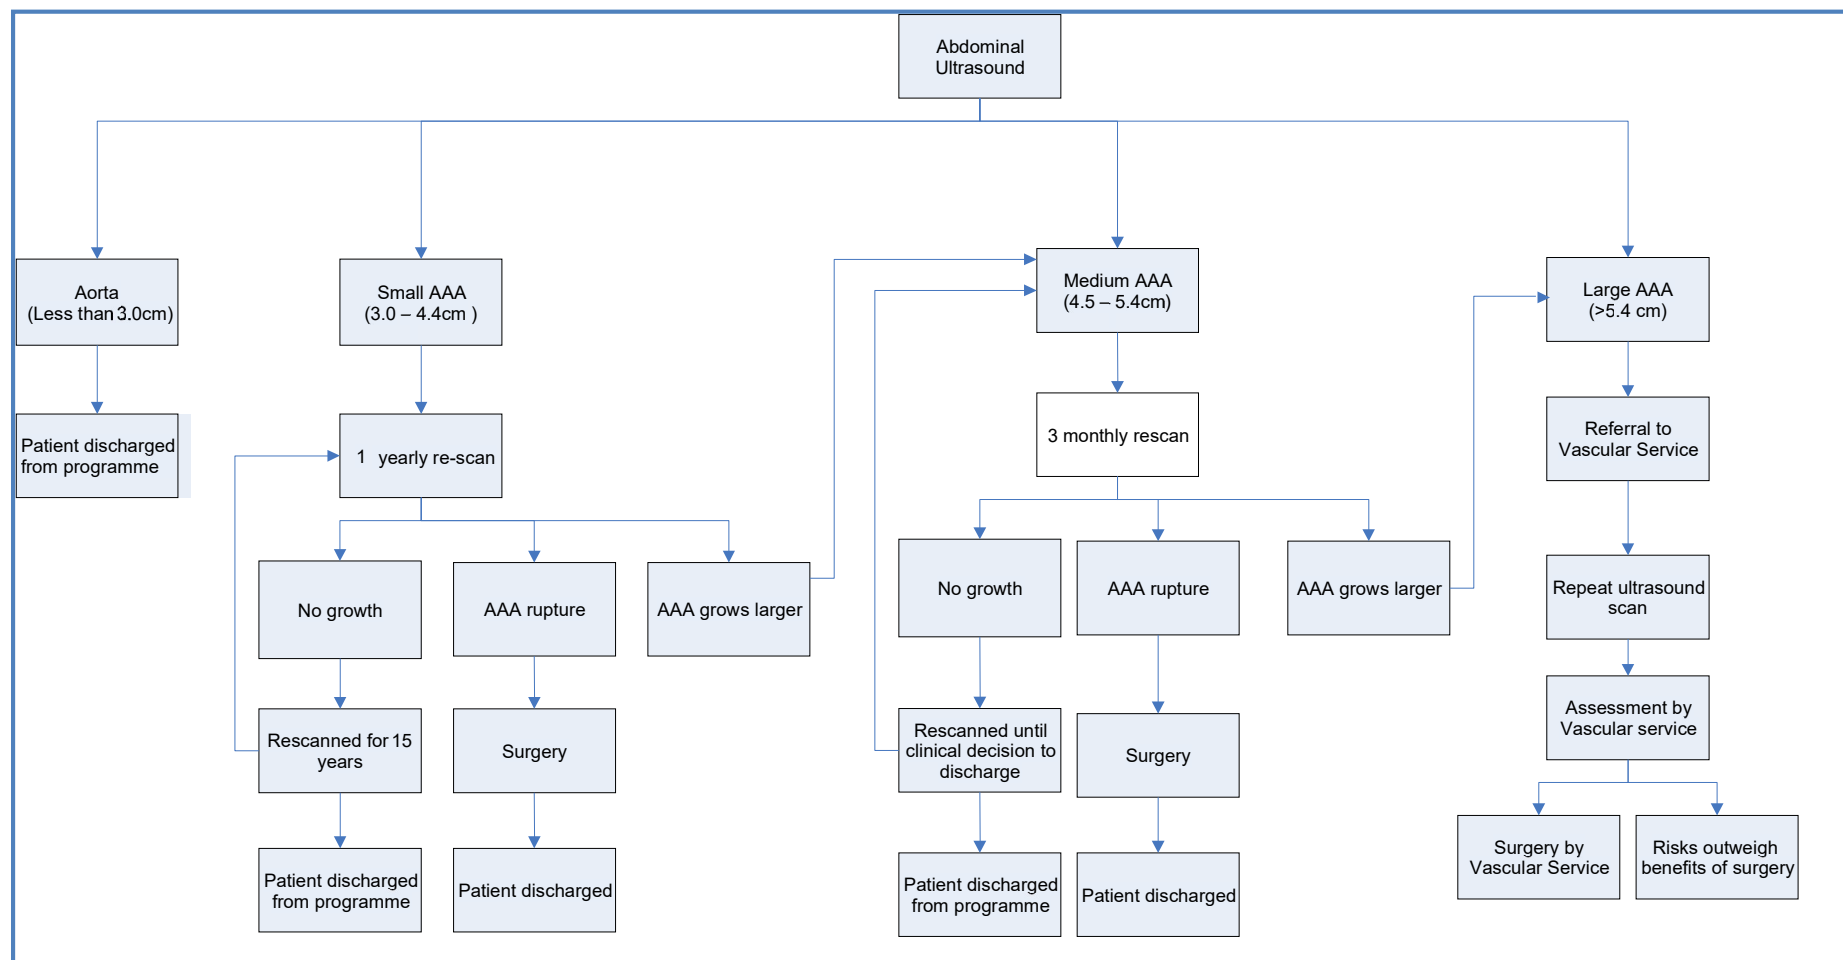 Abdominal
Ultrasound
Aorta
(Less than 3.0cm)
Small AAA
(3.0 – 4.4cm )
Medium AAA
(4.5 – 5.4cm)
Large AAA
(>5.4 cm)
Patient discharged
from programme
1 yearly re-scan
3 monthly rescan
Referral to
Vascular Service
No growth
AAA rupture
AAA grows larger
No growth
AAA rupture
AAA grows larger
Repeat ultrasound
scan
Rescanned for 15
years
Surgery
Rescanned until
clinical decision to
discharge
Surgery
Assessment by
Vascular service
Patient discharged
from programme
Patient discharged
Patient discharged
from programme
Patient discharged
Surgery by
Vascular Service
Risks outweigh
benefits of surgery